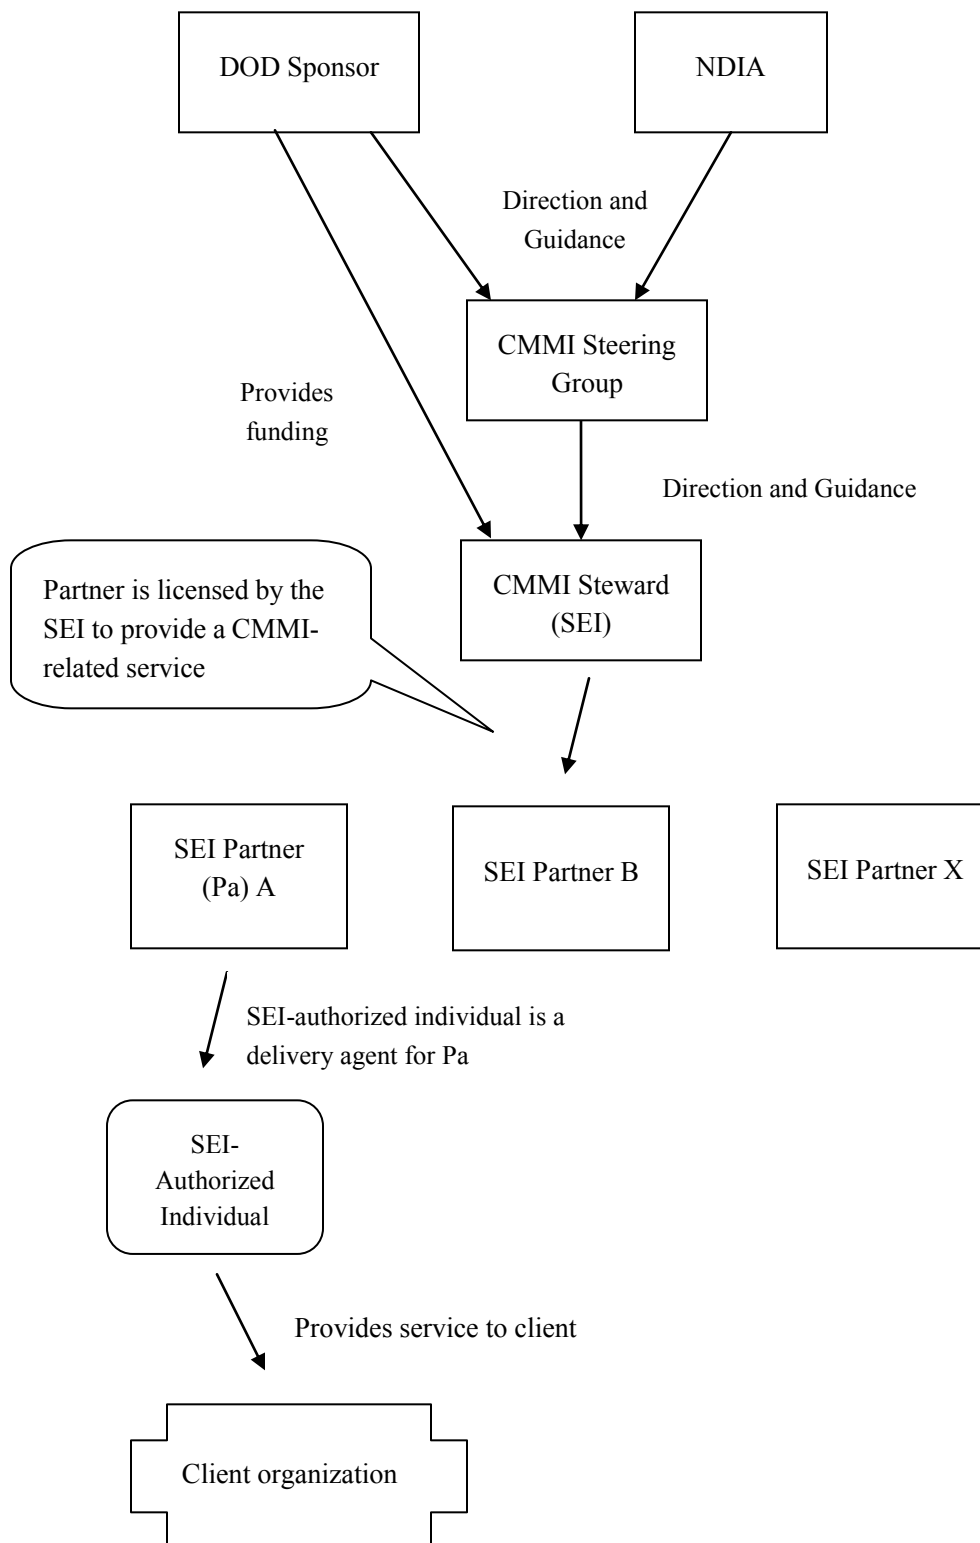 DOD Sponsor
NDIA
Direction and
Guidance
CMMI Steering
Group
Provides
funding
Direction and Guidance
Partner is licensed by the
SEI to provide a CMMI-
related service
CMMI Steward
(SEI)
SEI Partner
(Pa) A
SEI Partner B
SEI Partner X
SEI-authorized individual is a
delivery agent for Pa
SEI-
Authorized
Individual
Provides service to client
Client organization